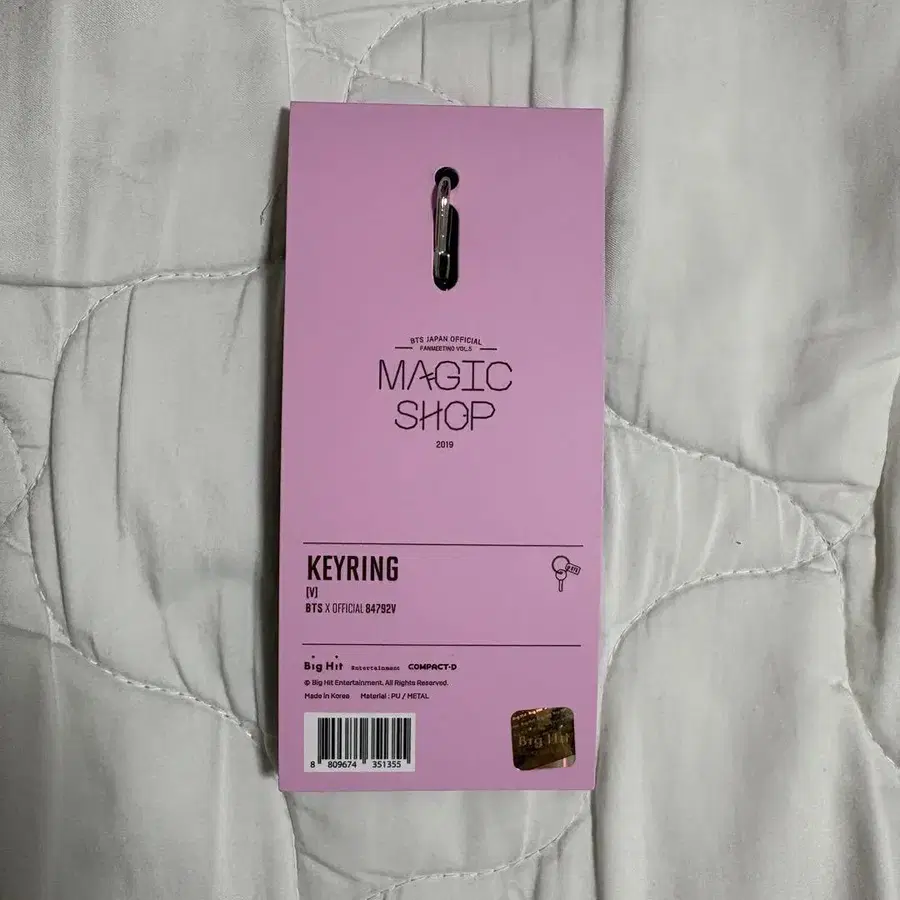 BTS JAPAN OFFICIAL
FANMEETING VOL.5
MAGIC
SHOP
2019
KEYRING
[V]
BTS X OFFICIAL 84792V
Big Hit Entertainment COMPACT-D
© Big Hit Entertainment. All Rights Reserved.
Made in Korea Material : PU / METAL
8 809674 351355
Big Hit